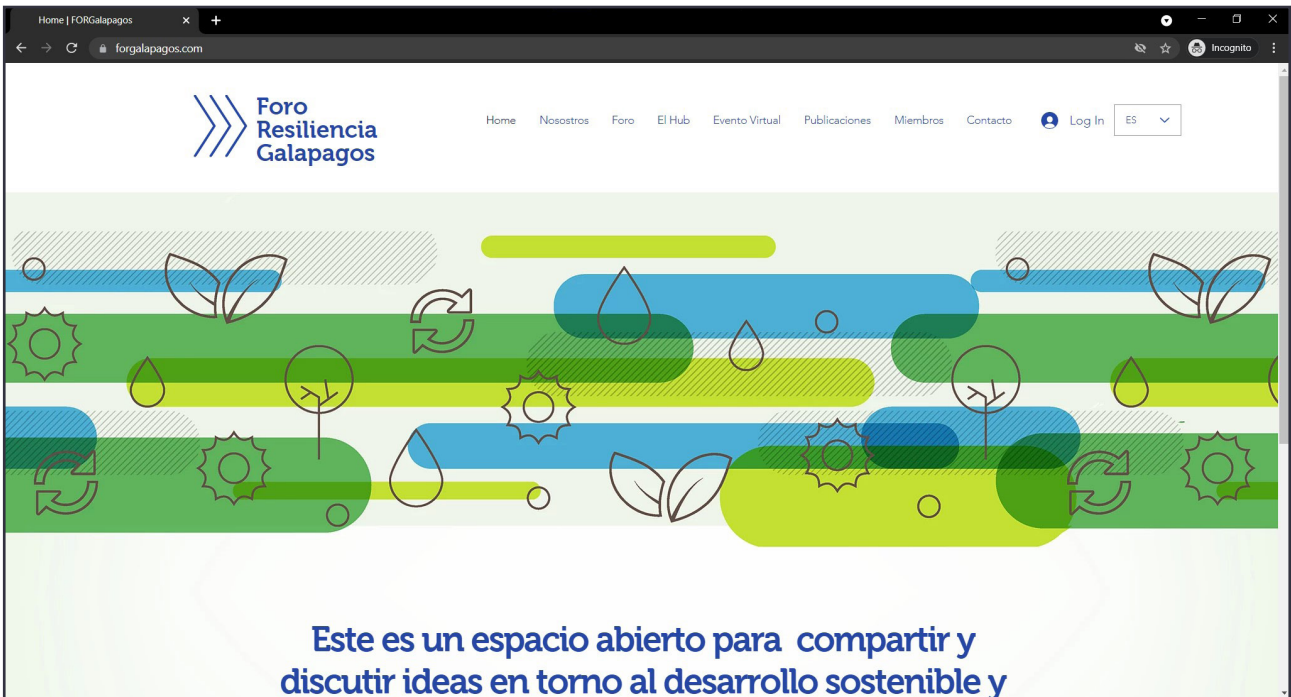 Home | FORGalapagos
forgalapagos.com
Incognito
Foro
Resiliencia
Galapagos
Home Nosostros Foro El Hub Evento Virtual Publicaciones Miembros Contacto Log In ES
Este es un espacio abierto para compartir y
discutir ideas en torno al desarrollo sostenible y